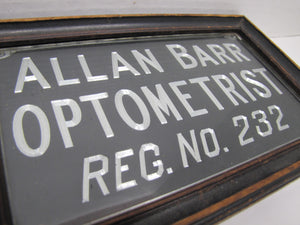 ALLAN BARR
OPTOMETRIST
REG. NO. 232